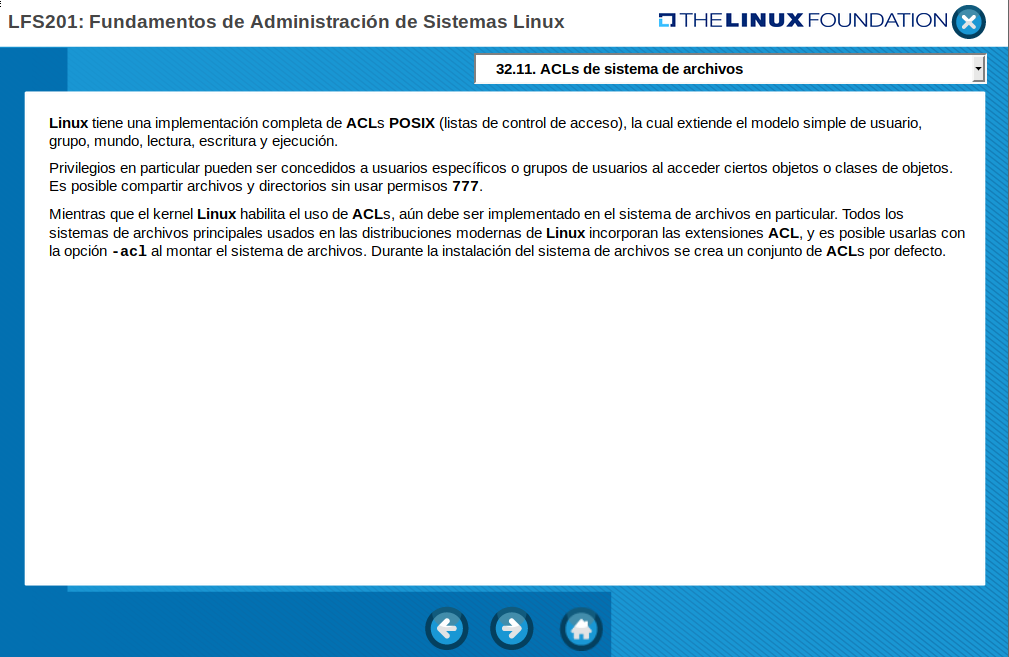 LFS201: Fundamentos de Administración de Sistemas Linux
THE LINUX FOUNDATION
32.11. ACLs de sistema de archivos
Linux tiene una implementación completa de ACLs POSIX (listas de control de acceso), la cual extiende el modelo simple de usuario,
grupo, mundo, lectura, escritura y ejecución.
Privilegios en particular pueden ser concedidos a usuarios específicos o grupos de usuarios al acceder ciertos objetos o clases de objetos.
Es posible compartir archivos y directorios sin usar permisos 777.
Mientras que el kernel Linux habilita el uso de ACLs, aún debe ser implementado en el sistema de archivos en particular. Todos los
sistemas de archivos principales usados en las distribuciones modernas de Linux incorporan las extensiones ACL, y es posible usarlas con
la opción -acl al montar el sistema de archivos. Durante la instalación del sistema de archivos se crea un conjunto de ACLs por defecto.